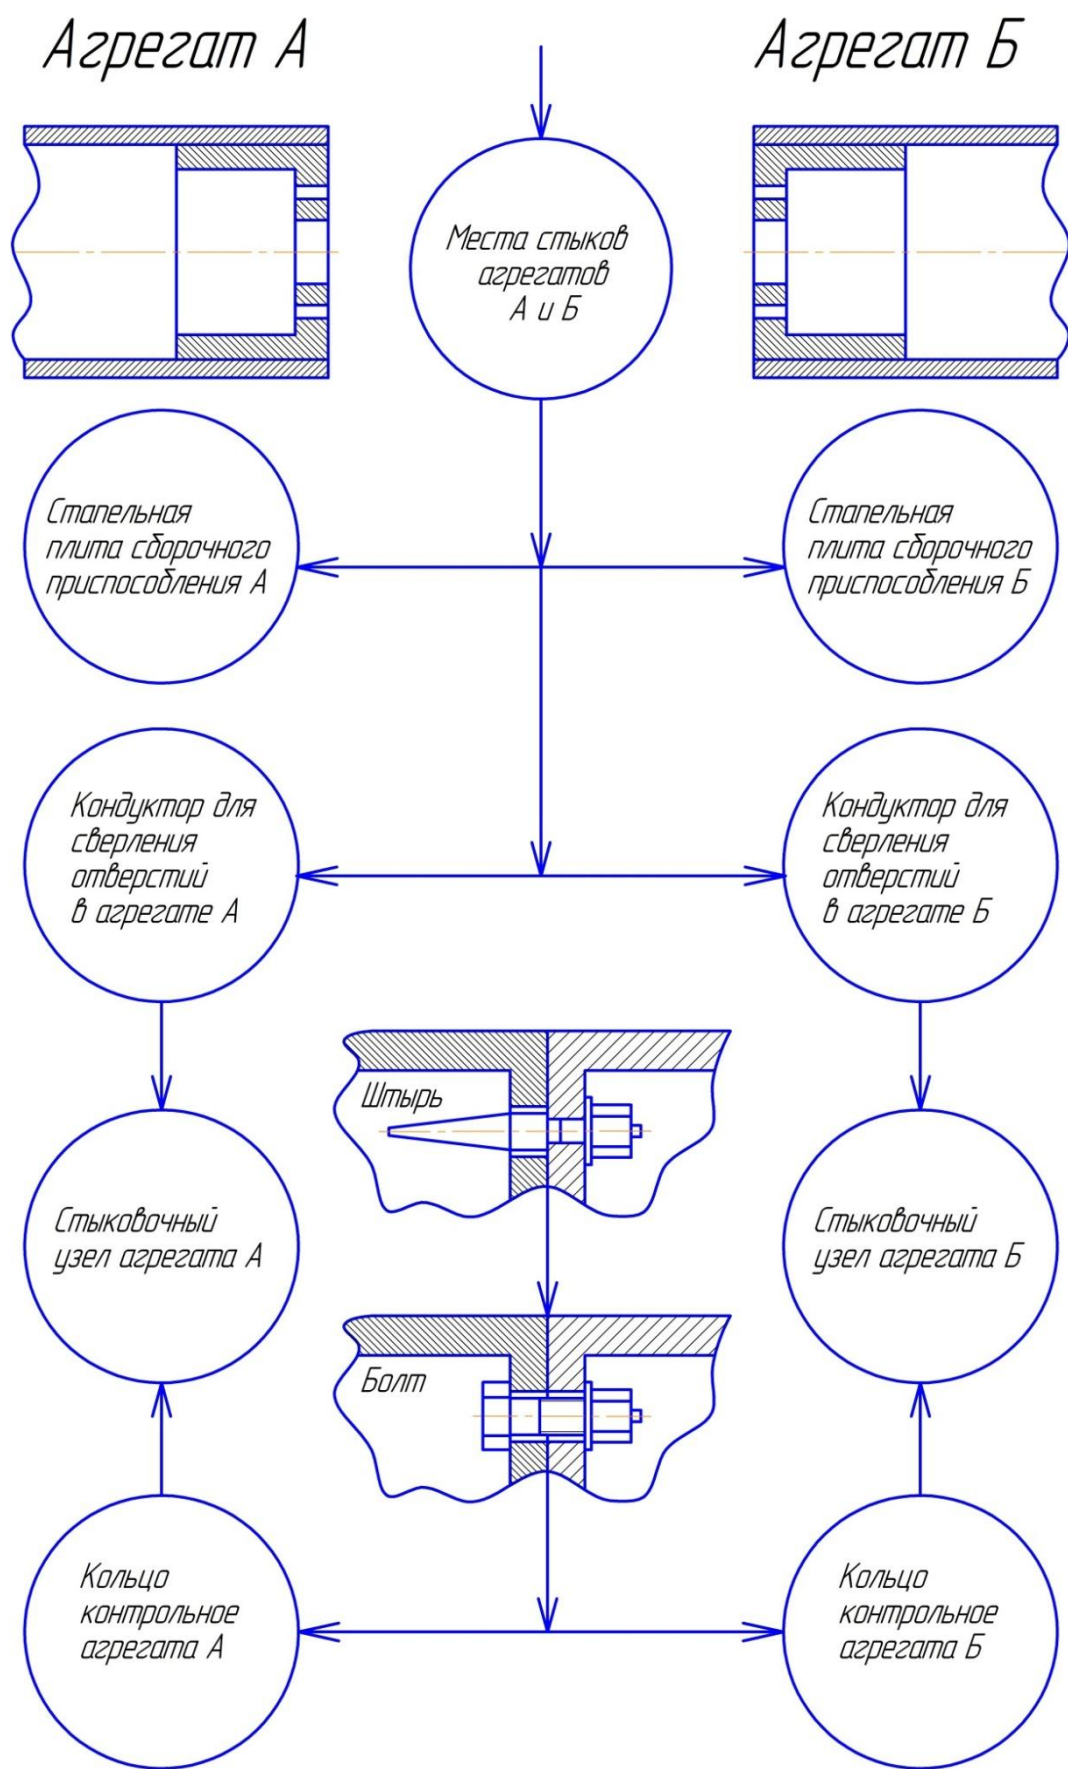 Агрегат А
Агрегат Б
Места стыков
агрегатов
А и Б
Стапельная
плита сборочного
приспособления А
Стапельная
плита сборочного
приспособления Б
Кондуктор для
сверления
отверстий
в агрегате А
Кондуктор для
сверления
отверстий
в агрегате Б
Штырь
Стыковочный
узел агрегата А
Стыковочный
узел агрегата Б
Болт
Кольцо
контрольное
агрегата А
Кольцо
контрольное
агрегата Б